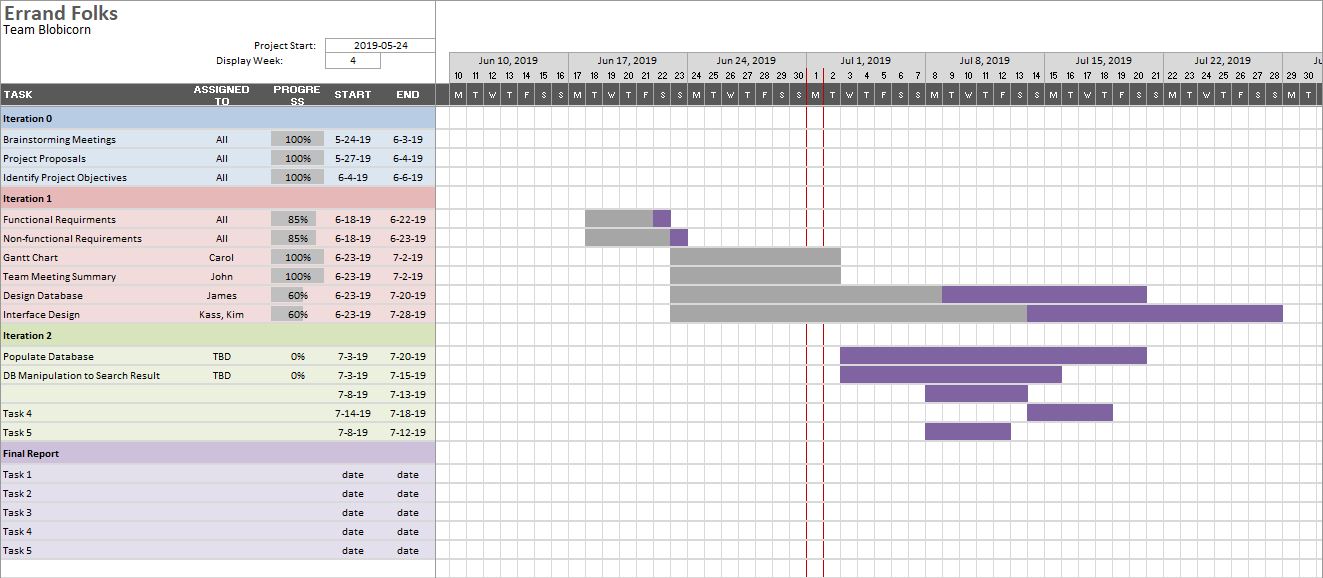 Errand Folks
Team Blobicorn
Project Start: 2019-05-24
Display Week: 4
Jun 10, 2019 Jun 17, 2019 Jun 24, 2019 Jul 1, 2019 Jul 8, 2019 Jul 15, 2019 Jul 22, 2019 Ju
10 11 12 13 14 15 16 17 18 19 20 21 22 23 24 25 26 27 28 29 30 1 2 3 4 5 6 7 8 9 10 11 12 13 14 15 16 17 18 19 20 21 22 23 24 25 26 27 28 29 30
TASK ASSIGNED TO PROGRE SS START END M T W T F S S M T W T F S S M T W T F S S M T W T F S S M T W T F S S M T W T F S S M T W T F S S M T
Iteration 0
Brainstorming Meetings All 100% 5-24-19 6-3-19
Project Proposals All 100% 5-27-19 6-4-19
Identify Project Objectives All 100% 6-4-19 6-6-19
Iteration 1
Functional Requirments All 85% 6-18-19 6-22-19
Non-functional Requirements All 85% 6-18-19 6-23-19
Gantt Chart Carol 100% 6-23-19 7-2-19
Team Meeting Summary John 100% 6-23-19 7-2-19
Design Database James 60% 6-23-19 7-20-19
Interface Design Kass, Kim 60% 6-23-19 7-28-19
Iteration 2
Populate Database TBD 0% 7-3-19 7-20-19
DB Manipulation to Search Result TBD 0% 7-3-19 7-15-19
7-8-19 7-13-19
Task 4 7-14-19 7-18-19
Task 5 7-8-19 7-12-19
Final Report
Task 1 date date
Task 2 date date
Task 3 date date
Task 4 date date
Task 5 date date